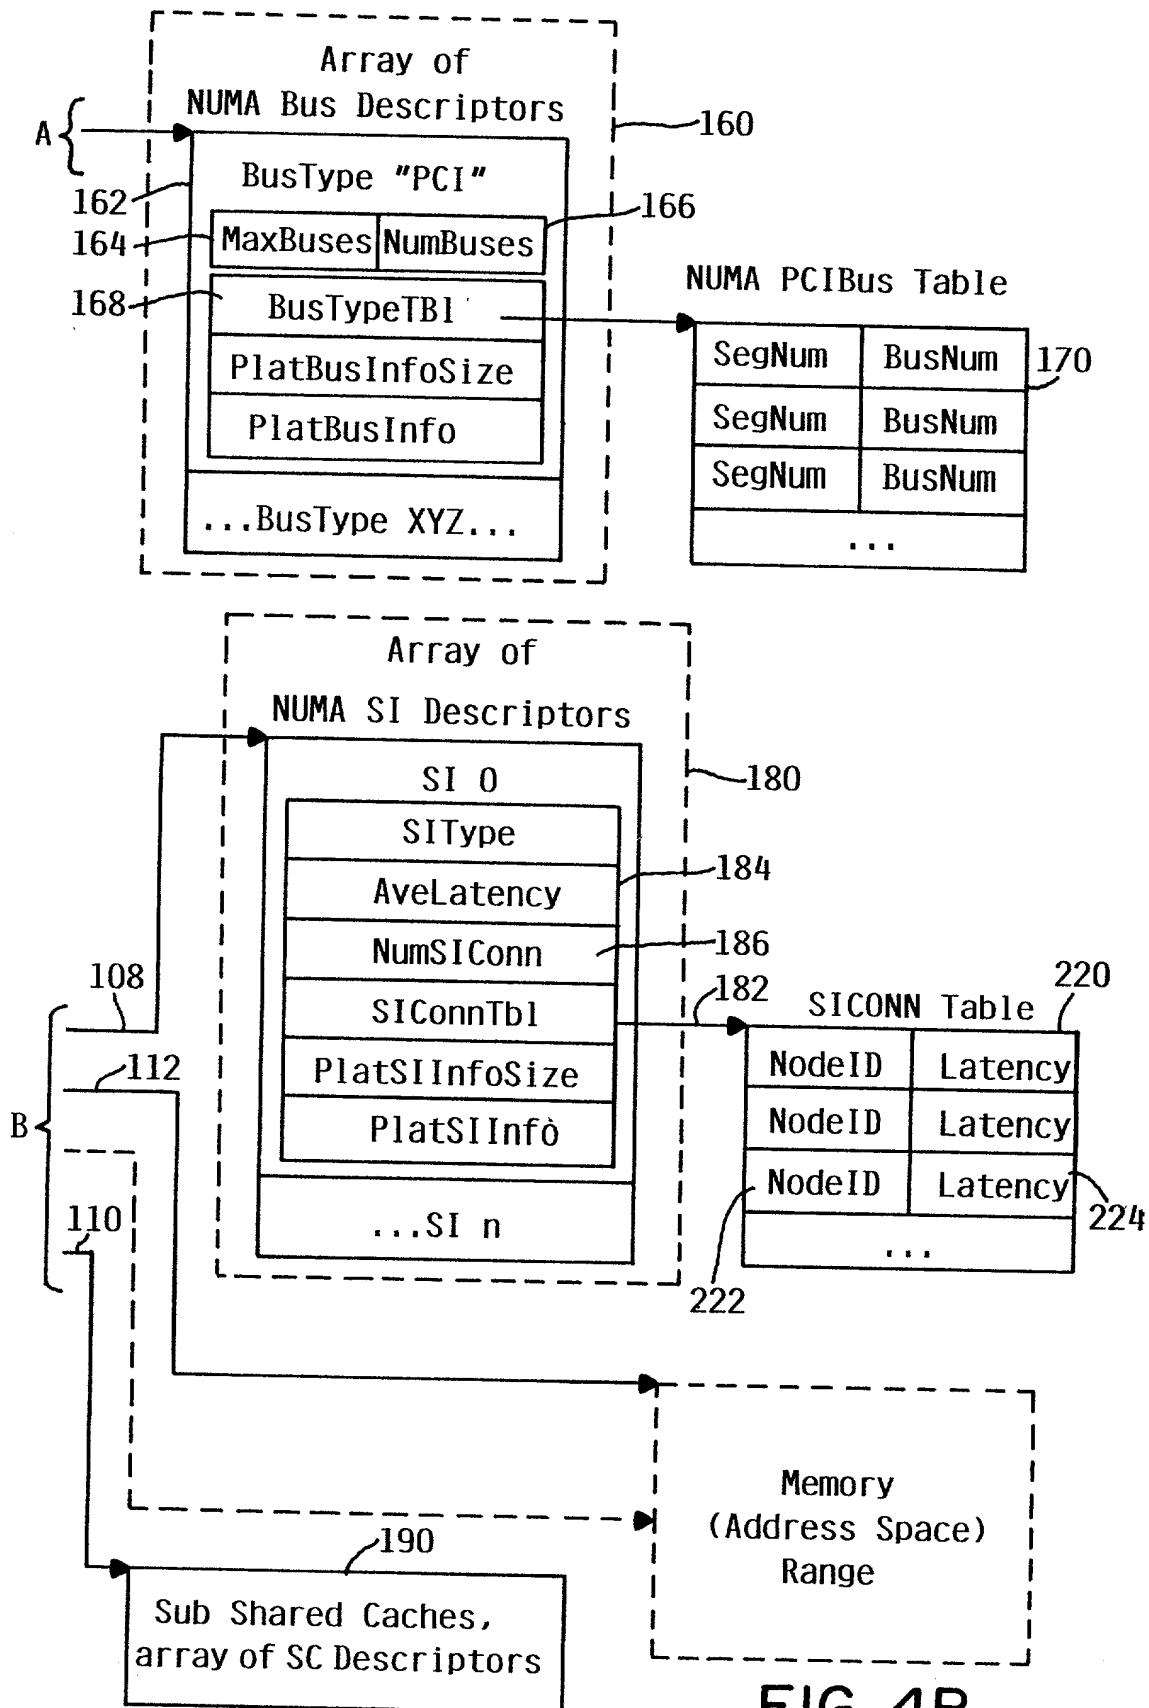 Array of
NUMA Bus Descriptors
160
A
BusType "PCI"
162
166
164
MaxBuses NumBuses
NUMA PCIBus Table
168
BusTypeTBl
SegNum BusNum
170
PlatBusInfoSize
SegNum BusNum
PlatBusInfo
SegNum BusNum
...BusType XYZ...
...
Array of
NUMA SI Descriptors
180
SI 0
SIType
184
AveLatency
186
NumSIConn
108
182
220
SICONN Table
SIConnTbl
112
NodeID Latency
PlatSIInfoSize
B
NodeID Latency
PlatSIInfo
NodeID Latency
110
224
...SI n
...
222
Memory
(Address Space)
Range
190
Sub Shared Caches,
array of SC Descriptors
FIG. 4B